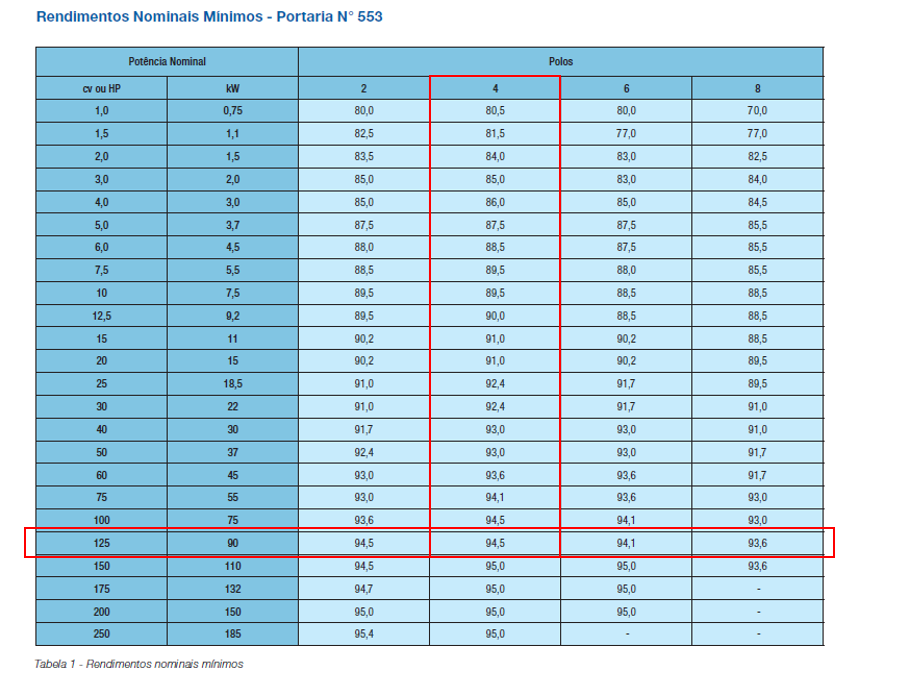 Rendimentos Nominais Minimos - Portaria N° 553
Potência Nominal Polos
cv ou HP kW 2 4 6 8
1,0 0,75 80,0 80,5 80,0 70,0
1,5 1,1 82,5 81,5 77,0 77,0
2,0 1,5 83,5 84,0 83,0 82,5
3,0 2,0 85,0 85,0 83,0 84,0
4,0 3,0 85,0 86,0 85,0 84,5
5,0 3,7 87,5 87,5 87,5 85,5
6,0 4,5 88,0 88,5 87,5 85,5
7,5 5,5 88,5 89,5 88,0 85,5
10 7,5 89,5 89,5 88,5 88,5
12,5 9,2 89,5 90,0 88,5 88,5
15 11 90,2 91,0 90,2 88,5
20 15 90,2 91,0 90,2 89,5
25 18,5 91,0 92,4 91,7 89,5
30 22 91,0 92,4 91,7 91,0
40 30 91,7 93,0 93,0 91,0
50 37 92,4 93,0 93,0 91,7
60 45 93,0 93,6 93,6 91,7
75 55 93,0 94,1 93,6 93,0
100 75 93,6 94,5 94,1 93,0
125 90 94,5 94,5 94,1 93,6
150 110 94,5 95,0 95,0 93,6
175 132 94,7 95,0 95,0 -
200 150 95,0 95,0 95,0 -
250 185 95,4 95,0 - -
Tabela 1 - Rendimentos nominais mínimos